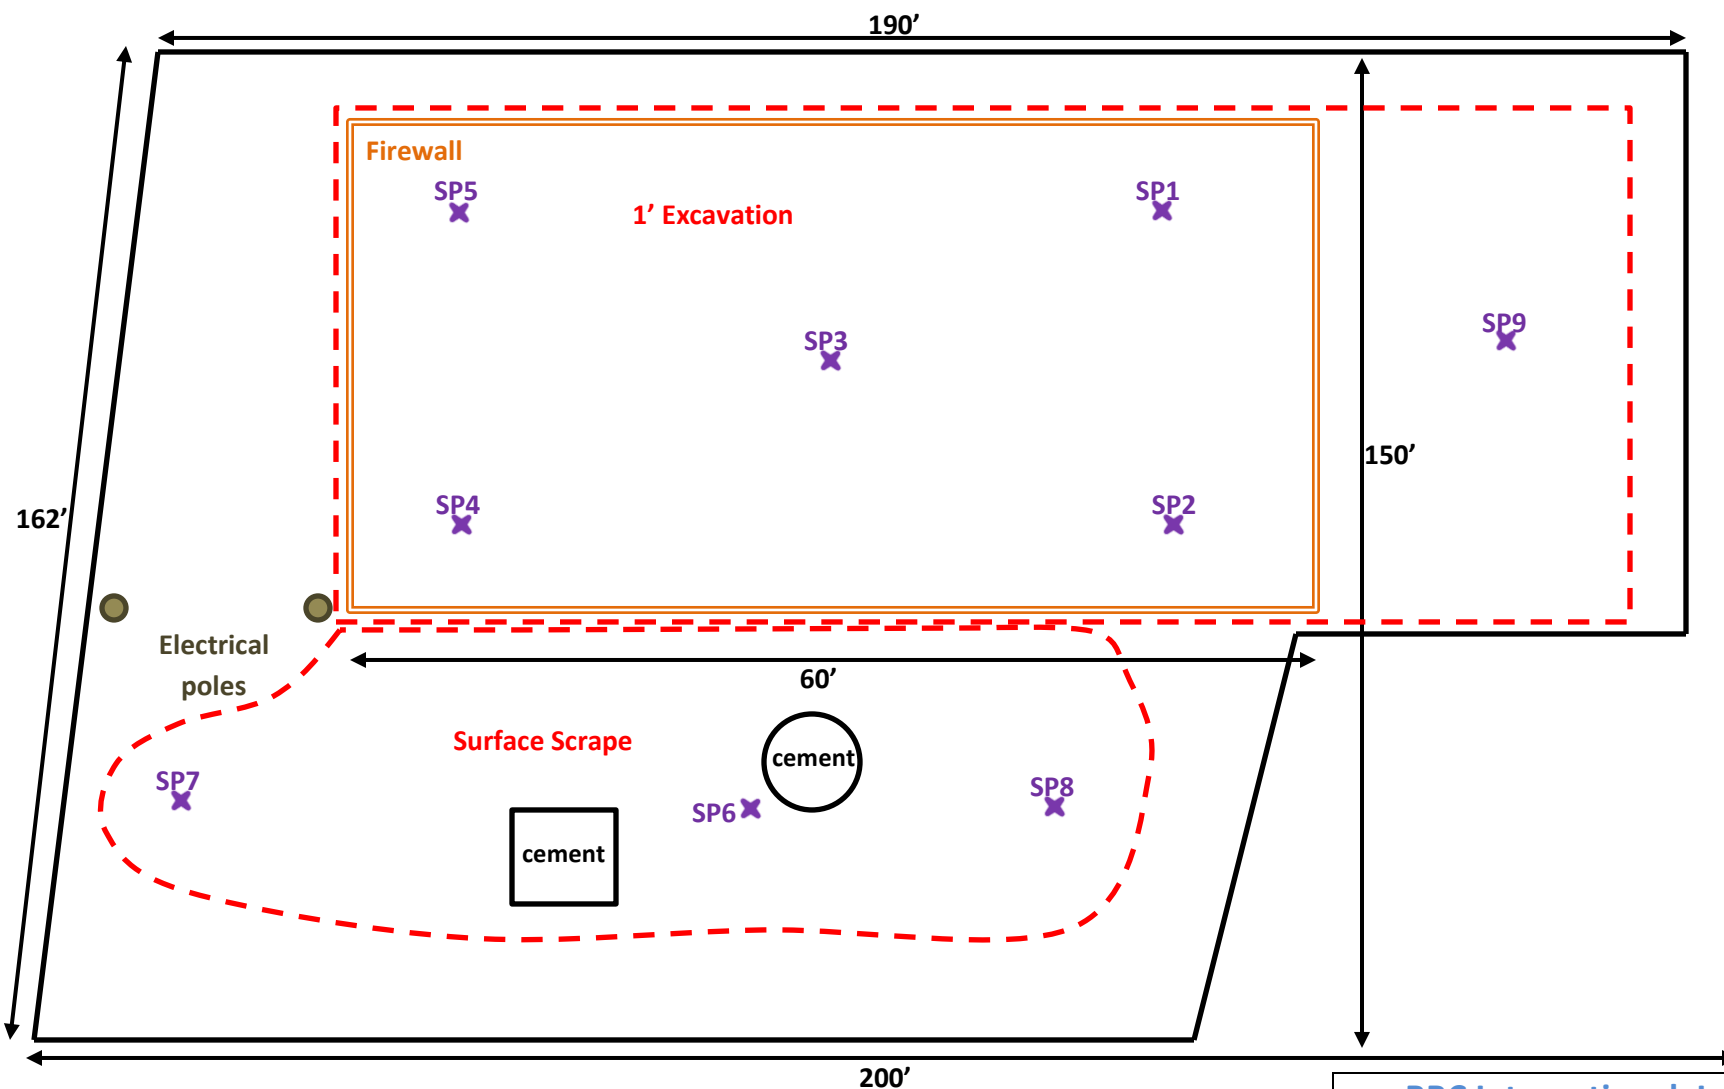 190’
Firewall
SP5
SP1
1’ Excavation
SP9
SP3
150’
SP4
SP2
162’
Electrical
poles
60’
Surface Scrape
cement
SP7
SP8
SP6
cement
200’